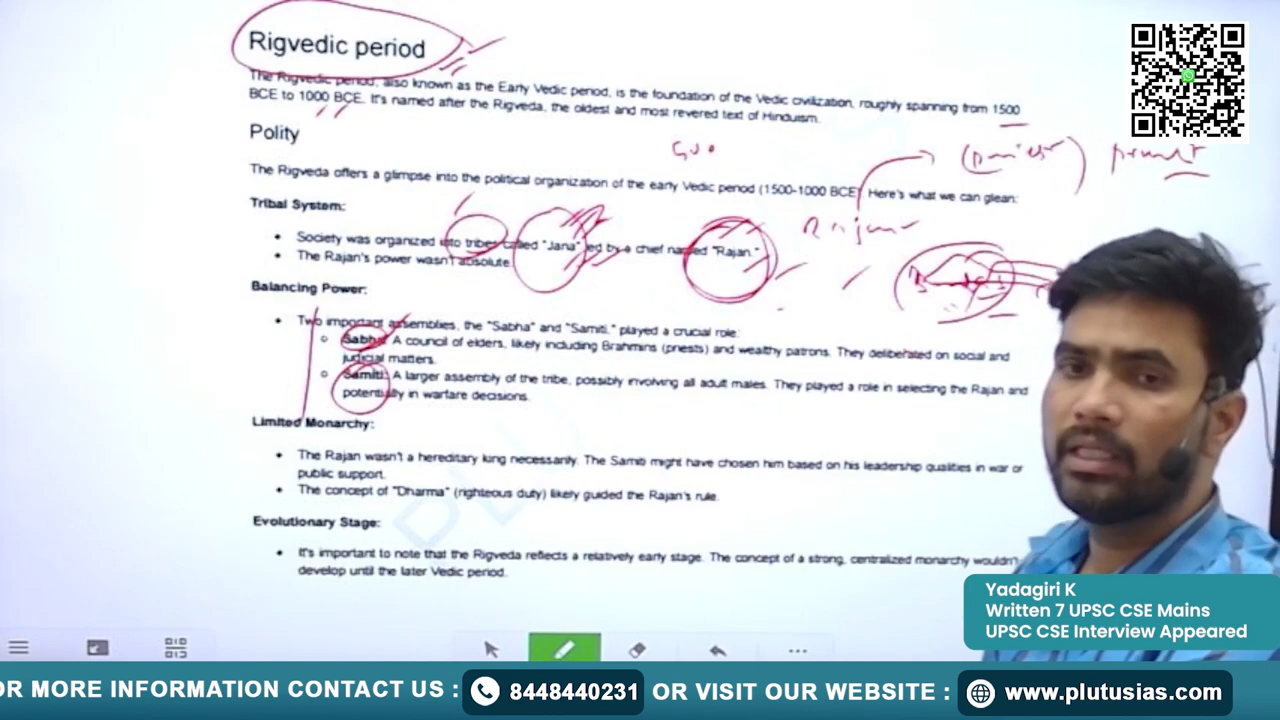 Rigvedic period
The Rigvedic period, also known as the Early Vedic period, is the foundation of the Vedic civilization, roughly spanning from 1500
BCE to 1000 BCE. It's named after the Rigveda, the oldest and most revered text of Hinduism.
Polity
The Rigveda offers a glimpse into the political organization of the early Vedic period (1500-1000 BCE). Here's what we can glean:
Tribal System:
• Society was organized into tribes called "Jana" led by a chief named "Rajan."
Rajan
• The Rajan's power wasn't absolute.
Balancing Power:
• Two important assemblies, the "Sabha" and "Samiti," played a crucial role:
○ Sabha: A council of elders, likely including Brahmins (priests) and wealthy patrons. They deliberated on social and
judicial matters.
○ Samiti: A larger assembly of the tribe, possibly involving all adult males. They played a role in selecting the Rajan and
potentially in warfare decisions.
Limited Monarchy:
• The Rajan wasn't a hereditary king necessarily. The Samiti might have chosen him based on his leadership qualities in war or
public support.
• The concept of "Dharma" (righteous duty) likely guided the Rajan's rule.
Evolutionary Stage:
• It's important to note that the Rigveda reflects a relatively early stage. The concept of a strong, centralized monarchy wouldn't
develop until the later Vedic period.
PLU
Yadagiri K
Written 7 UPSC CSE Mains
UPSC CSE Interview Appeared
OR MORE INFORMATION CONTACT US : 8448440231 OR VISIT OUR WEBSITE : www.plutusias.com